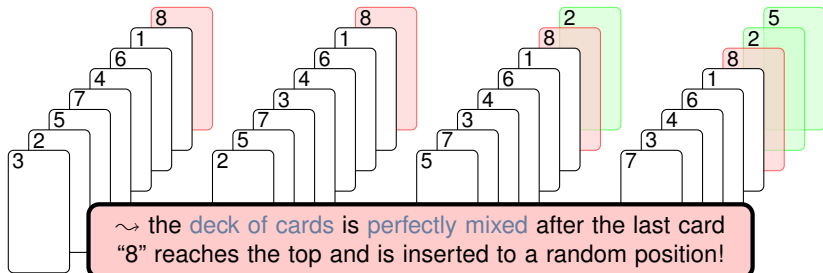 8 8 2 5
1 1 8 2
6 6 1 8
4 4 6 1
7 3 4 6
5 7 3 4
2 5 7 3
3 2 5 7
⤳ the deck of cards is perfectly mixed after the last card
“8” reaches the top and is inserted to a random position!